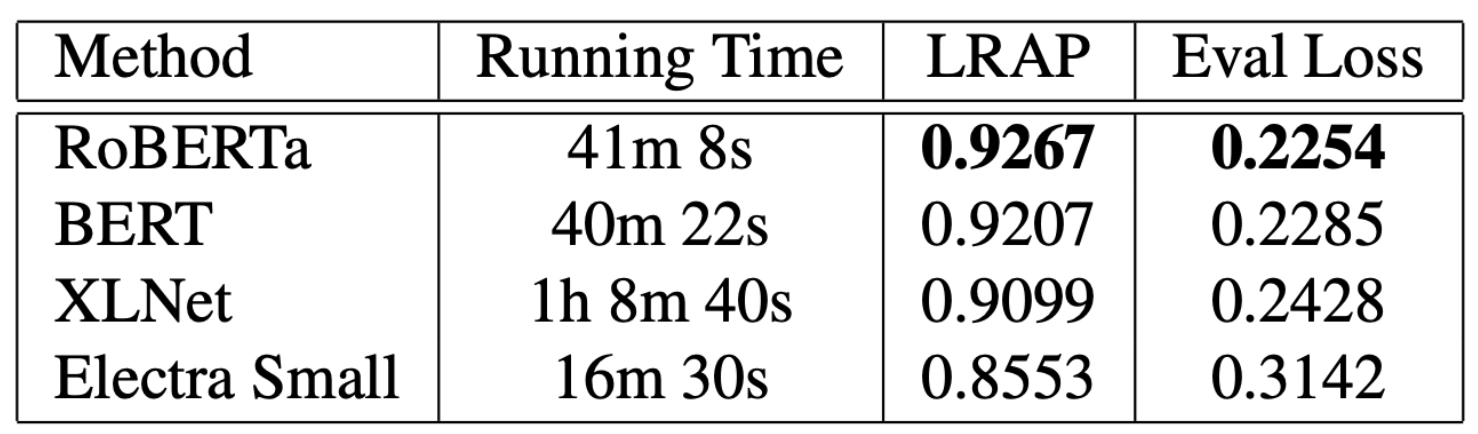 Method Running Time LRAP Eval Loss
RoBERTa 41m 8s 0.9267 0.2254
BERT 40m 22s 0.9207 0.2285
XLNet 1h 8m 40s 0.9099 0.2428
Electra Small 16m 30s 0.8553 0.3142